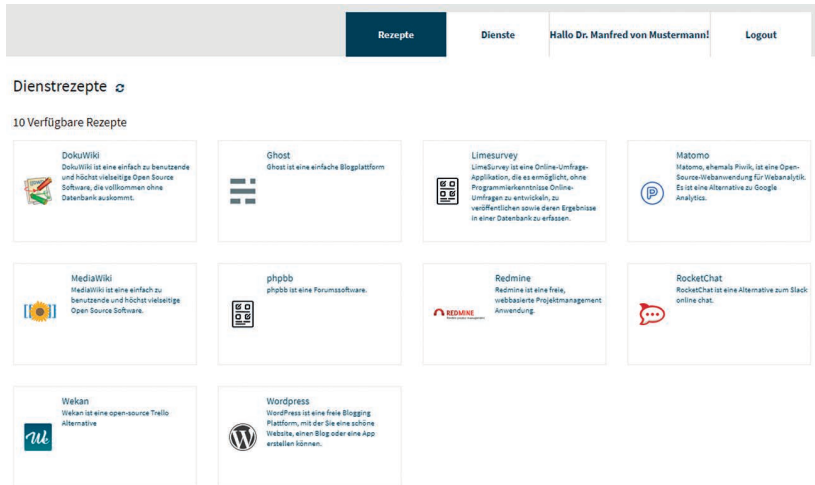 Rezepte
Dienste
Hallo Dr. Manfred von Mustermann!
Logout
Dienstrezepte
10 Verfügbare Rezepte
DokuWiki
DokuWiki ist eine einfach zu benutzende
und höchst vielseitige Open Source
Software, die vollkommen ohne
Datenbank auskommt.
Ghost
Ghost ist eine einfache Blogplattform
Limesurvey
LimeSurvey ist eine Online-Umfrage-
Applikation, die es ermöglicht, ohne
Programmierkenntnisse Online-
Umfragen zu entwickeln, zu
veröffentlichen sowie deren Ergebnisse
in einer Datenbank zu erfassen.
Matomo
Matomo, ehemals Piwik, ist eine Open-
Source-Webanwendung für Webanalytik.
Es ist eine Alternative zu Google
Analytics.
MediaWiki
MediaWiki ist eine einfach zu
benutzende und höchst vielseitige
Open Source Software.
phpbb
phpbb ist eine Forumssoftware.
REDMINE
Redmine
Redmine ist eine freie,
webbasierte Projektmanagement
Anwendung.
RocketChat
RocketChat ist eine Alternative zum Slack
online chat.
Wekan
Wekan ist eine open-source Trello
Alternative
Wordpress
WordPress ist eine freie Blogging
Plattform, mit der Sie eine schöne
Website, einen Blog oder eine App
erstellen können.